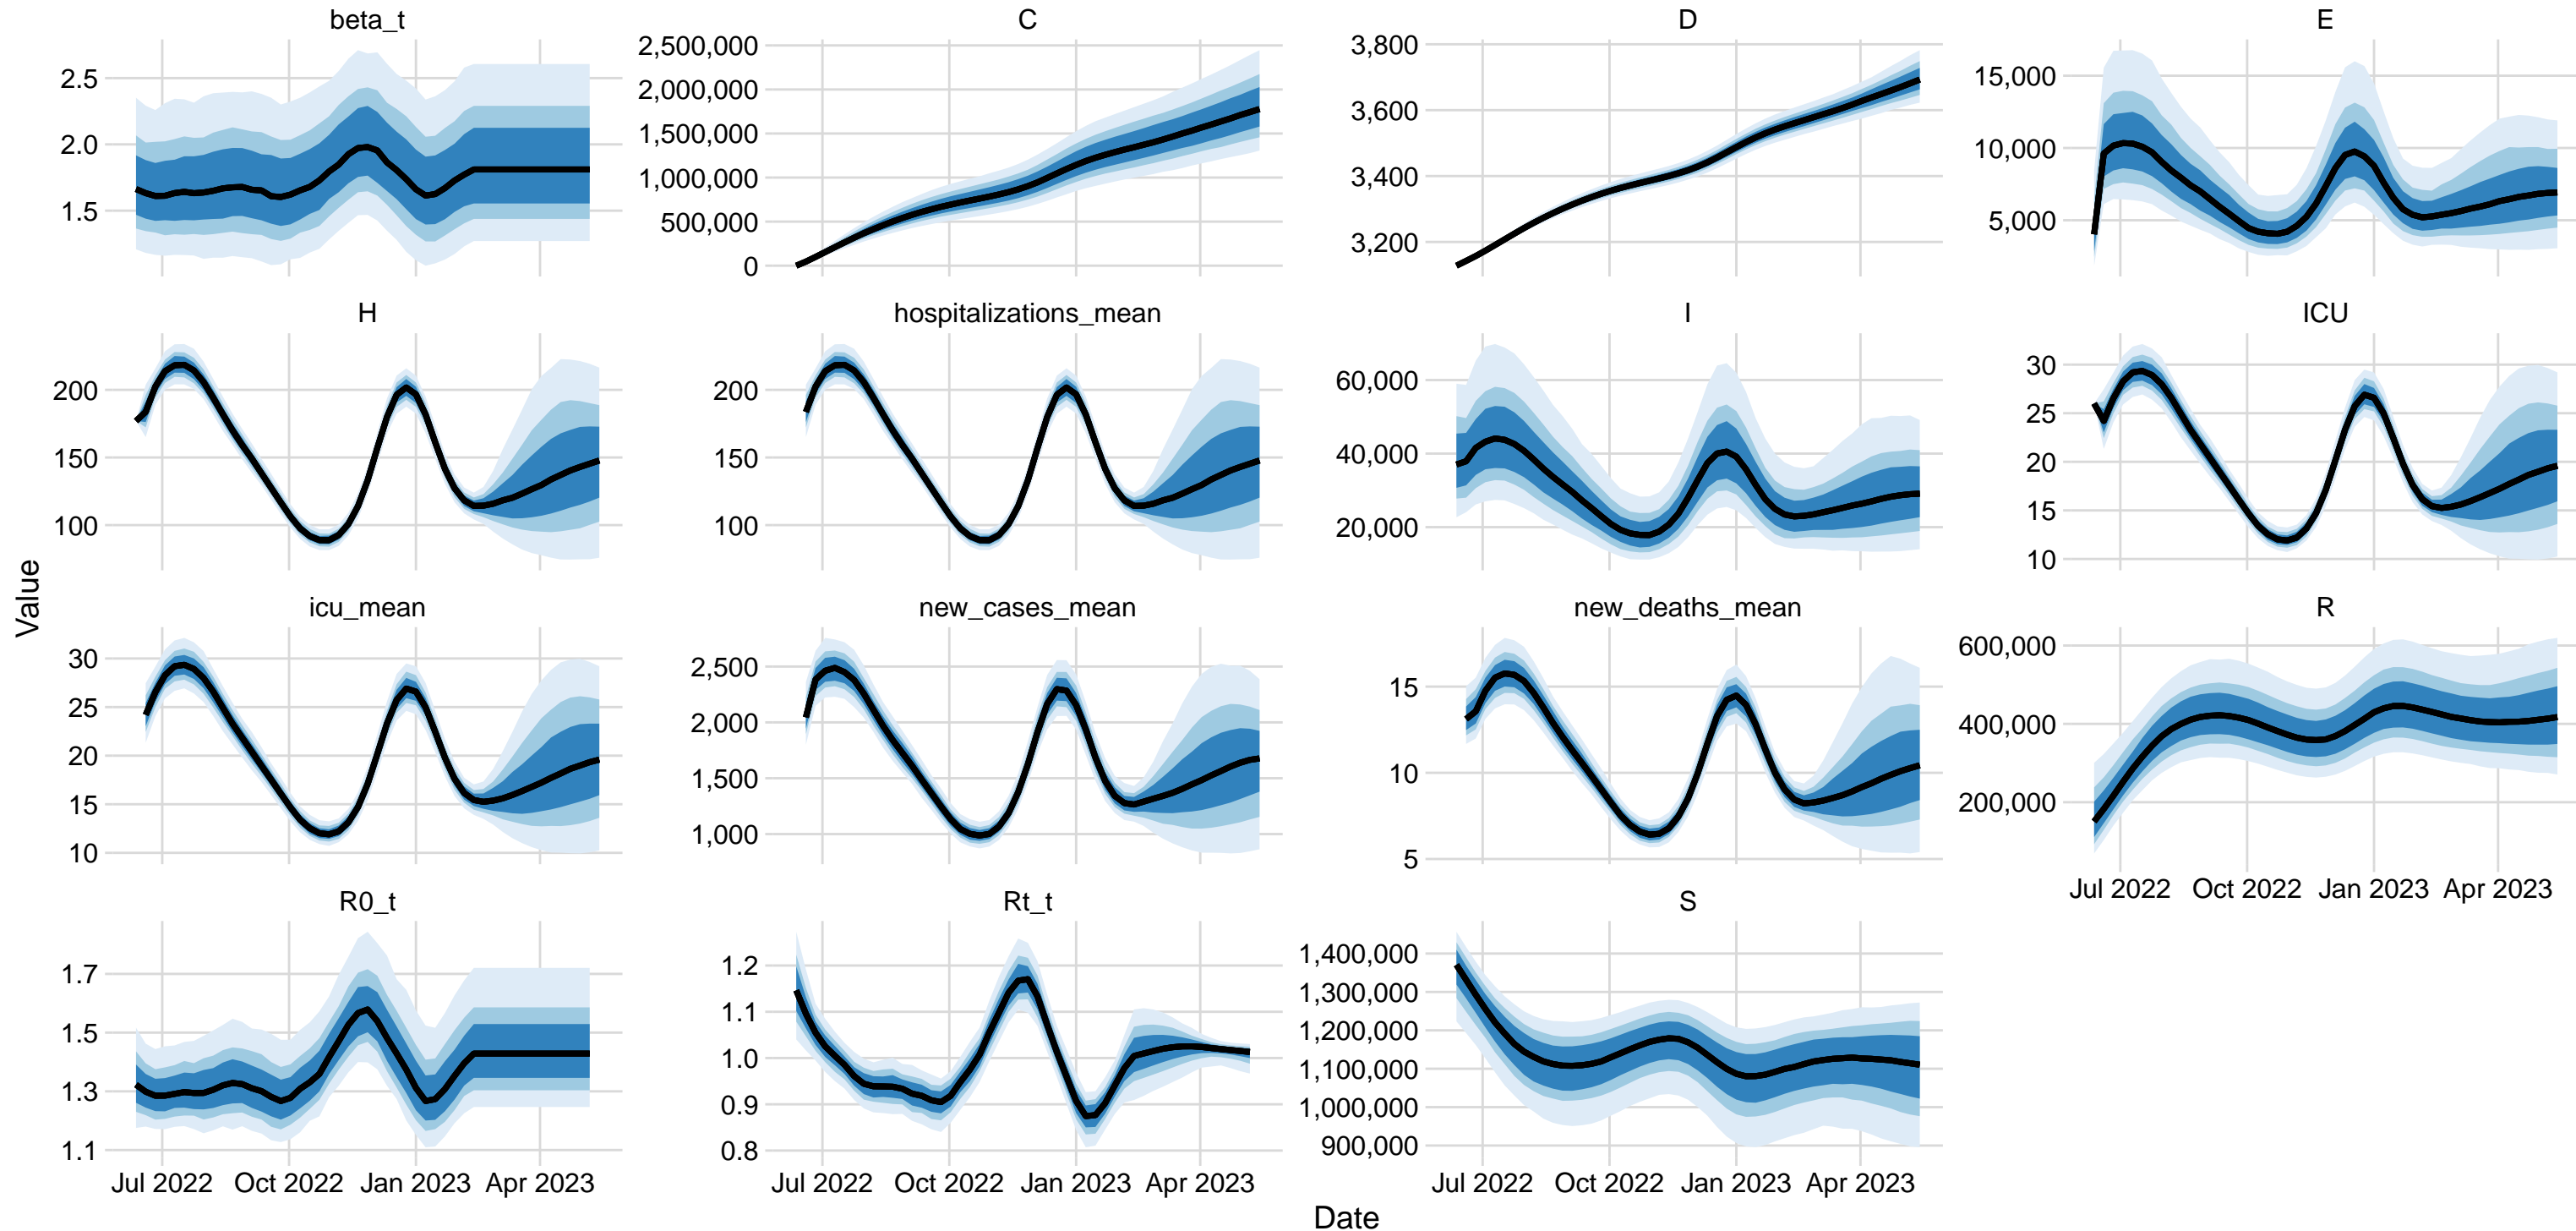 beta_t
C
D
E
2.5
2.0
1.5
2,500,000
2,000,000
1,500,000
1,000,000
500,000
0
3,800
3,600
3,400
3,200
15,000
10,000
5,000
H
hospitalizations_mean
I
ICU
200
150
100
200
150
100
60,000
40,000
20,000
30
25
20
15
10
Value
icu_mean
new_cases_mean
new_deaths_mean
R
30
25
20
15
10
2,500
2,000
1,500
1,000
15
10
5
600,000
400,000
200,000
Jul 2022 Oct 2022 Jan 2023 Apr 2023
R0_t
Rt_t
S
1.7
1.5
1.3
1.1
1.2
1.1
1.0
0.9
0.8
1,400,000
1,300,000
1,200,000
1,100,000
1,000,000
900,000
Jul 2022 Oct 2022 Jan 2023 Apr 2023
Jul 2022 Oct 2022 Jan 2023 Apr 2023
Jul 2022 Oct 2022 Jan 2023 Apr 2023
Date